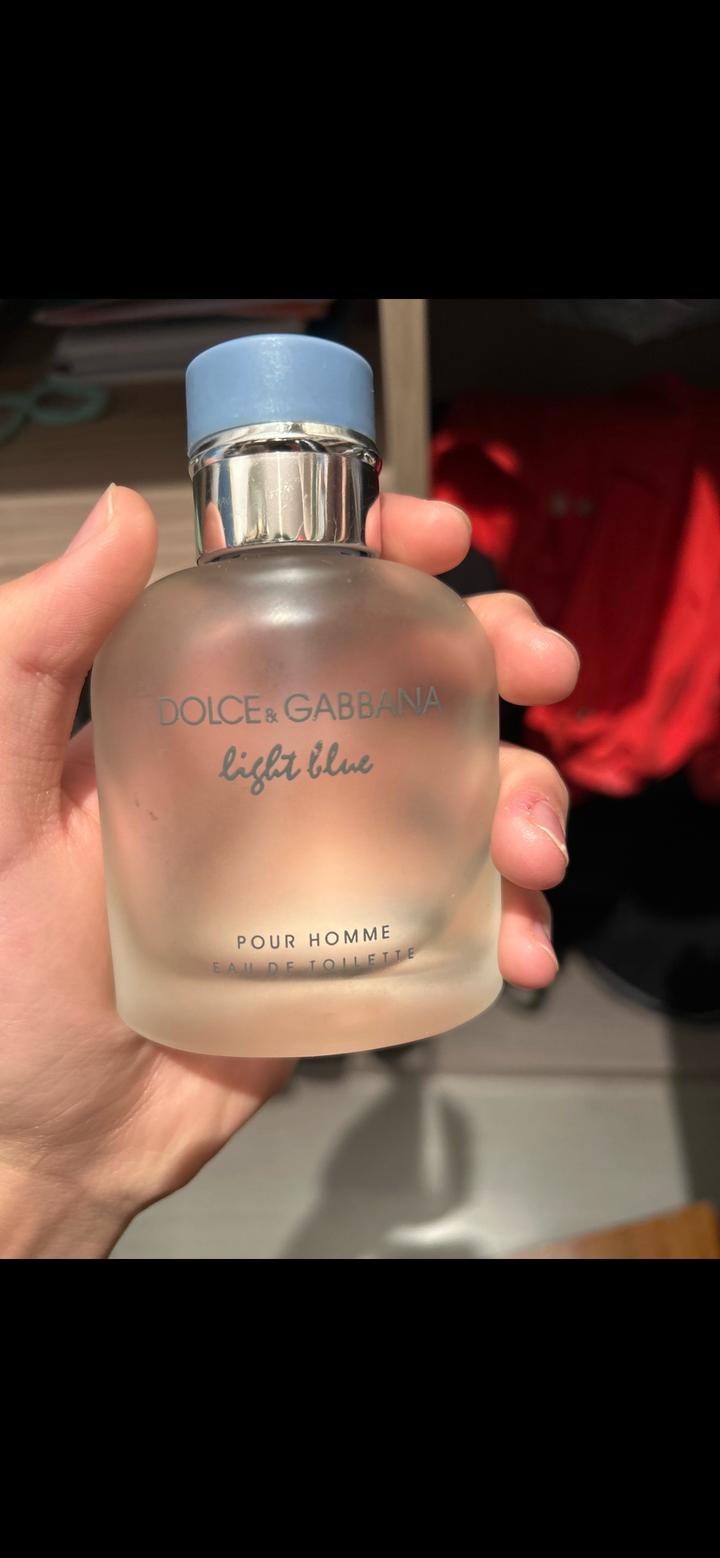 DOLCE & GABBANA
light blue
POUR HOMME
EAU DE TOILETTE